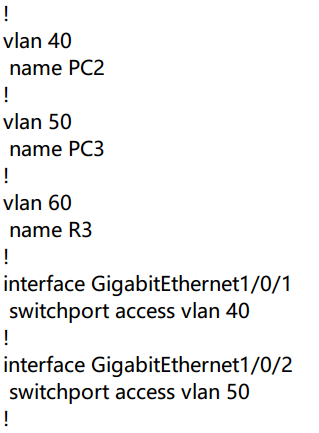 !
vlan 40
 name PC2
!
vlan 50
 name PC3
!
vlan 60
 name R3
!
interface GigabitEthernet1/0/1
 switchport access vlan 40
!
interface GigabitEthernet1/0/2
 switchport access vlan 50
!